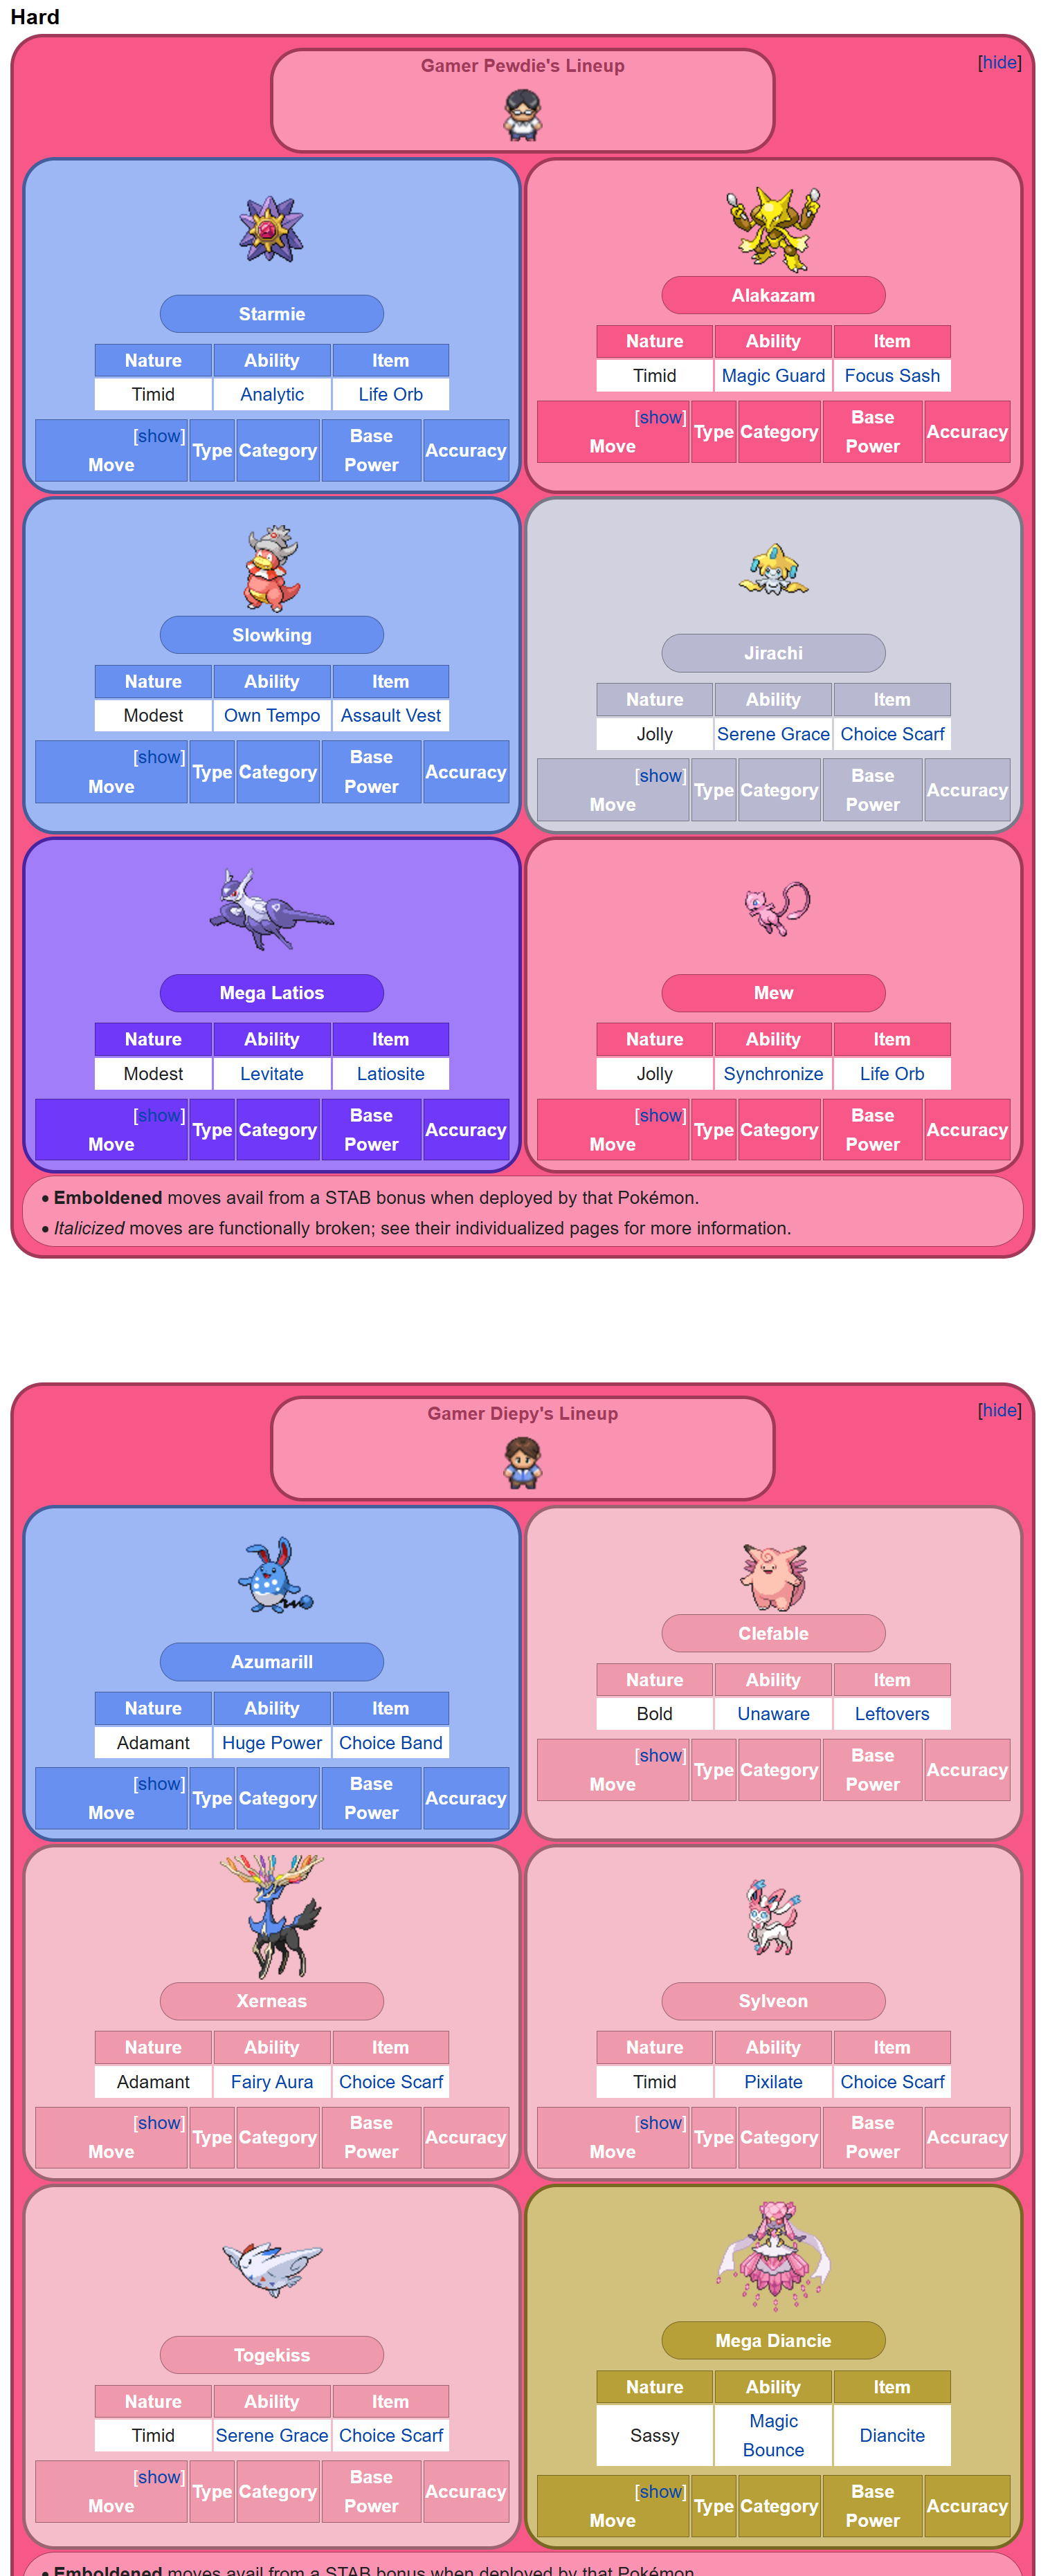 Hard
Gamer Pewdie's Lineup
[hide]
Starmie
Nature Ability Item
Timid Analytic Life Orb
[show]
Move Type Category Base Power Accuracy
Alakazam
Nature Ability Item
Timid Magic Guard Focus Sash
[show]
Move Type Category Base Power Accuracy
Slowking
Nature Ability Item
Modest Own Tempo Assault Vest
[show]
Move Type Category Base Power Accuracy
Jirachi
Nature Ability Item
Jolly Serene Grace Choice Scarf
[show]
Move Type Category Base Power Accuracy
Mega Latios
Nature Ability Item
Modest Levitate Latiosite
[show]
Move Type Category Base Power Accuracy
Mew
Nature Ability Item
Jolly Synchronize Life Orb
[show]
Move Type Category Base Power Accuracy
• Emboldened moves avail from a STAB bonus when deployed by that Pokémon.
• Italicized moves are functionally broken; see their individualized pages for more information.
Gamer Diepy's Lineup
[hide]
Azumarill
Nature Ability Item
Adamant Huge Power Choice Band
[show]
Move Type Category Base Power Accuracy
Clefable
Nature Ability Item
Bold Unaware Leftovers
[show]
Move Type Category Base Power Accuracy
Xerneas
Nature Ability Item
Adamant Fairy Aura Choice Scarf
[show]
Move Type Category Base Power Accuracy
Sylveon
Nature Ability Item
Timid Pixilate Choice Scarf
[show]
Move Type Category Base Power Accuracy
Togekiss
Nature Ability Item
Timid Serene Grace Choice Scarf
[show]
Move Type Category Base Power Accuracy
Mega Diancie
Nature Ability Item
Sassy Magic Bounce Diancite
[show]
Move Type Category Base Power Accuracy
• Emboldened moves avail from a STAB bonus when deployed by that Pokémon.